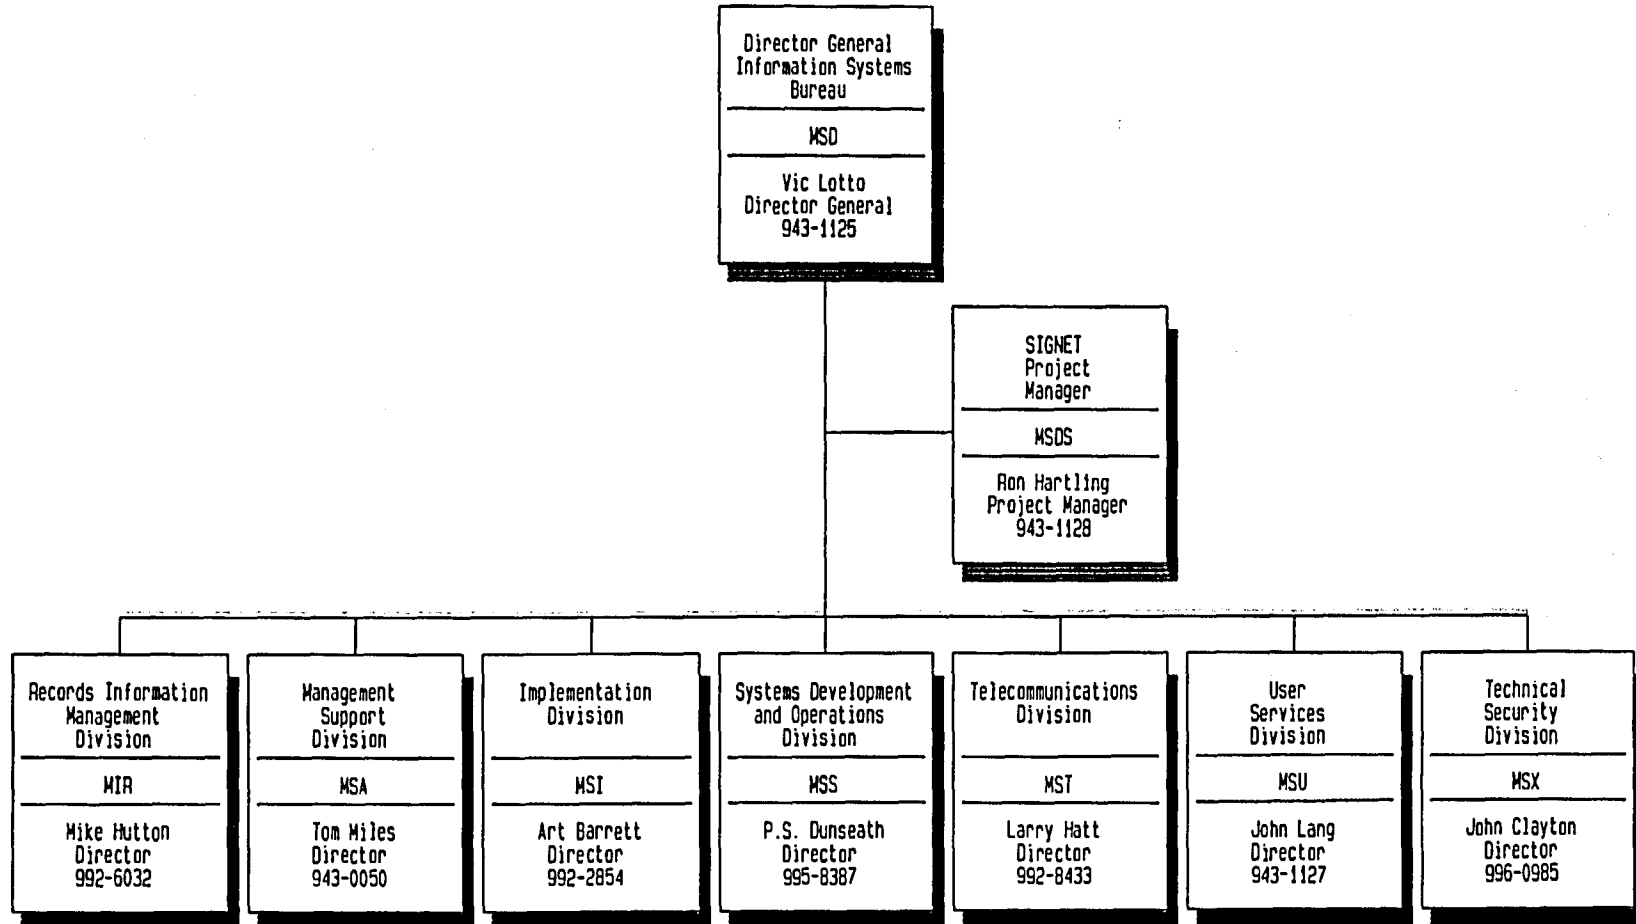 Director General
Information Systems
Bureau
MSD
Vic Lotto
Director General
943-1125
SIGNET
Project
Manager
MSDS
Ron Hartling
Project Manager
943-1128
Records Information
Management
Division
MIR
Mike Hutton
Director
992-6032
Management
Support
Division
MSA
Tom Miles
Director
943-0050
Implementation
Division
MSI
Art Barrett
Director
992-2854
Systems Development
and Operations
Division
MSS
P.S. Dunseath
Director
995-8387
Telecommunications
Division
MST
Larry Hatt
Director
992-8433
User
Services
Division
MSU
John Lang
Director
943-1127
Technical
Security
Division
MSX
John Clayton
Director
996-0985